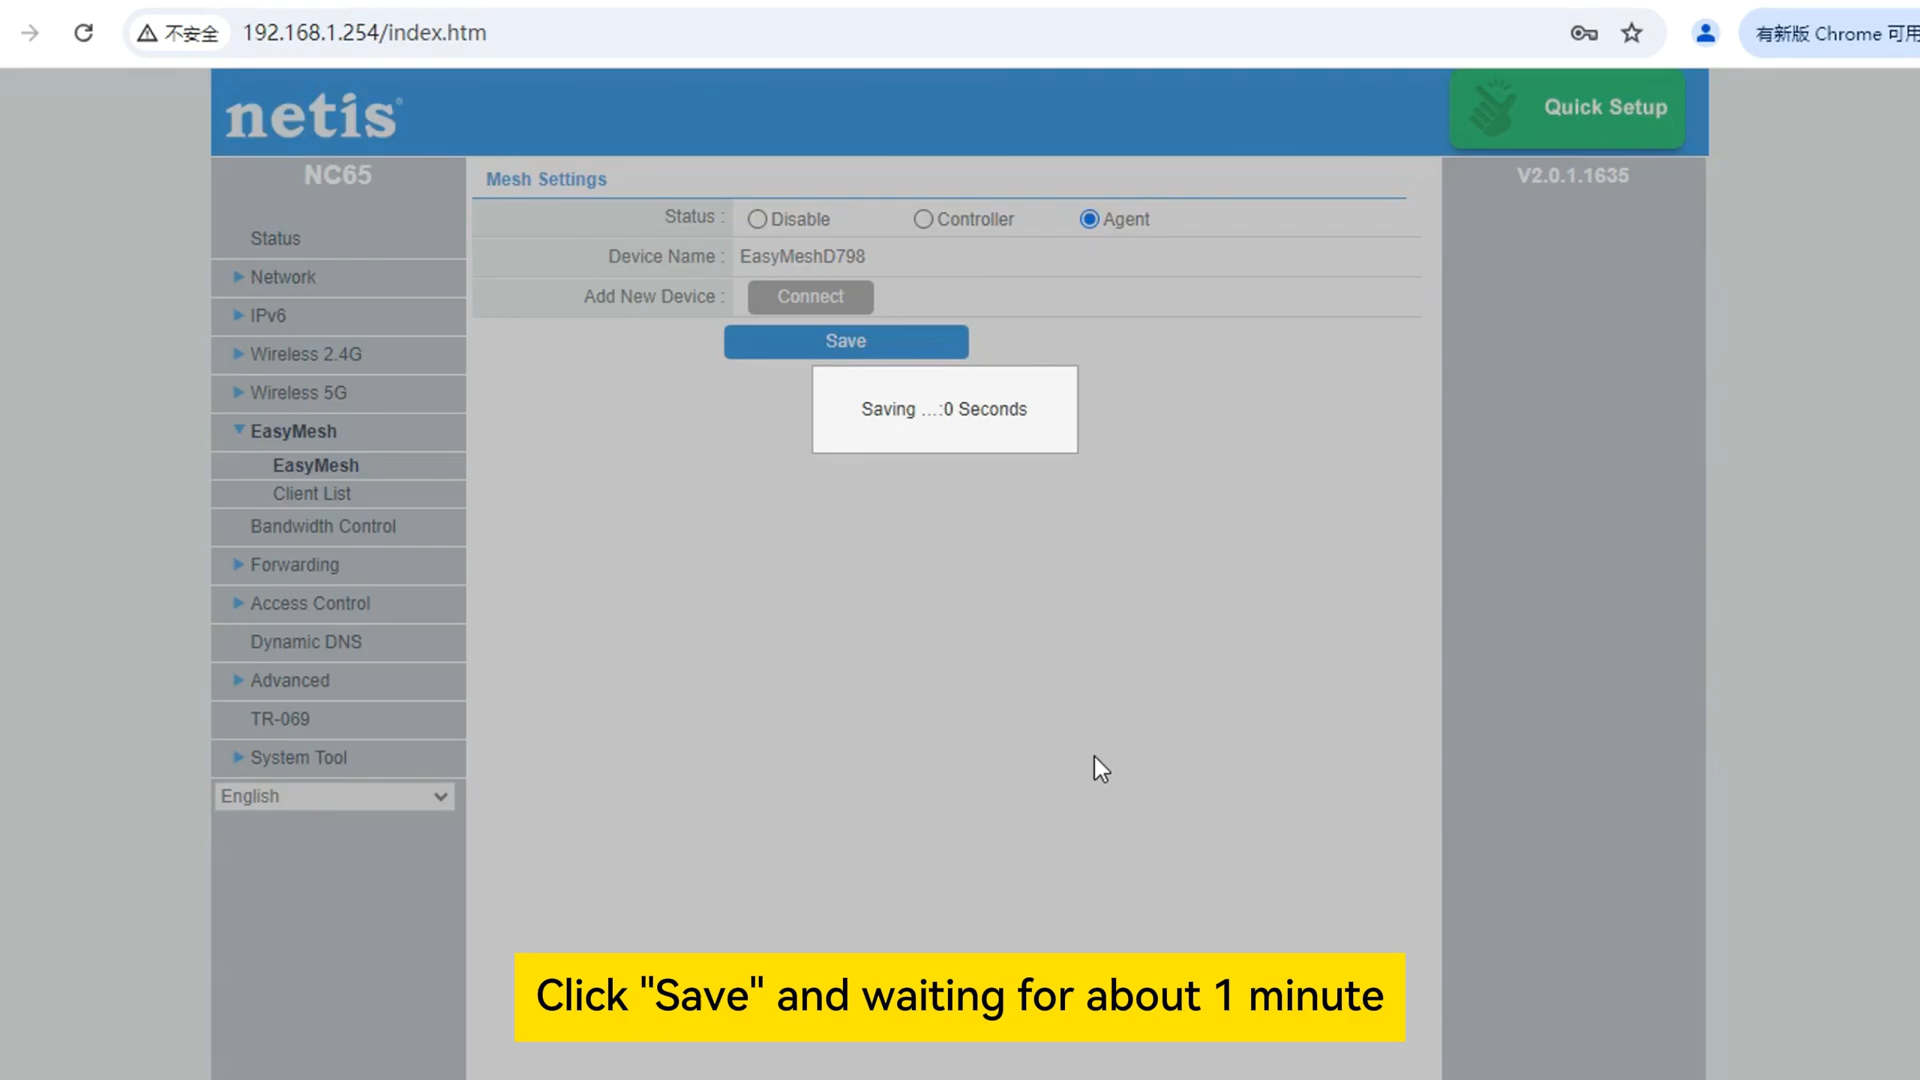 不安全 192.168.1.254/index.htm 有新版 Chrome 可用
netis
Quick Setup
NC65
V2.0.1.1635
Status
Network
IPv6
Wireless 2.4G
Wireless 5G
EasyMesh
EasyMesh
Client List
Bandwidth Control
Forwarding
Access Control
Dynamic DNS
Advanced
TR-069
System Tool
English
Mesh Settings
Status : Disable Controller Agent
Device Name : EasyMeshD798
Add New Device : Connect
Save
Saving ...:0 Seconds
Click "Save" and waiting for about 1 minute